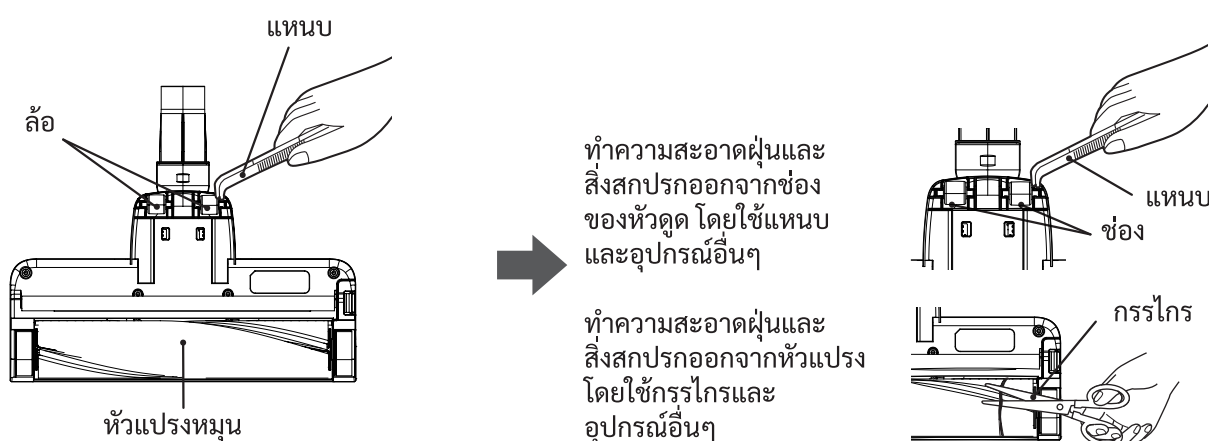 แหนบ
ล้อ
หัวแปรงหมุน
ทำความสะอาดฝุ่นและ
สิ่งสกปรกออกจากช่อง
ของหัวดูด โดยใช้แหนบ
และอุปกรณ์อื่นๆ
แหนบ
ช่อง
ทำความสะอาดฝุ่นและ
สิ่งสกปรกออกจากหัวแปรง
โดยใช้กรรไกรและ
อุปกรณ์อื่นๆ
กรรไกร